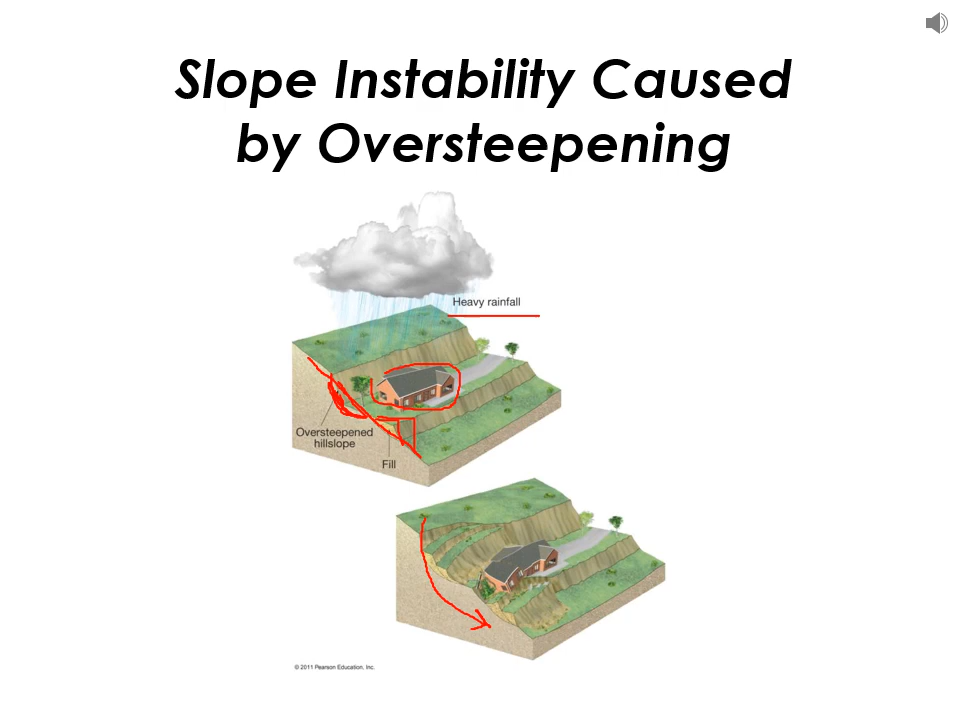 Slope Instability Caused
by Oversteepening
Heavy rainfall
Oversteepened
hillslope
Fill
© 2011 Pearson Education, Inc.